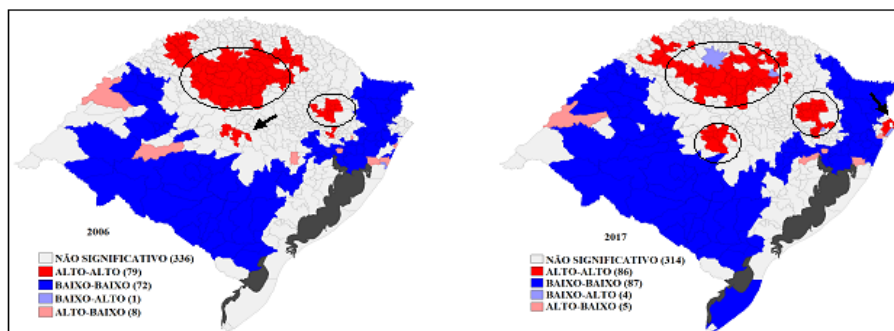 2006
NÃO SIGNIFICATIVO (336)
ALTO-ALTO (79)
BAIXO-BAIXO (72)
BAIXO-ALTO (1)
ALTO-BAIXO (8)
2017
NÃO SIGNIFICATIVO (314)
ALTO-ALTO (86)
BAIXO-BAIXO (87)
BAIXO-ALTO (4)
ALTO-BAIXO (5)